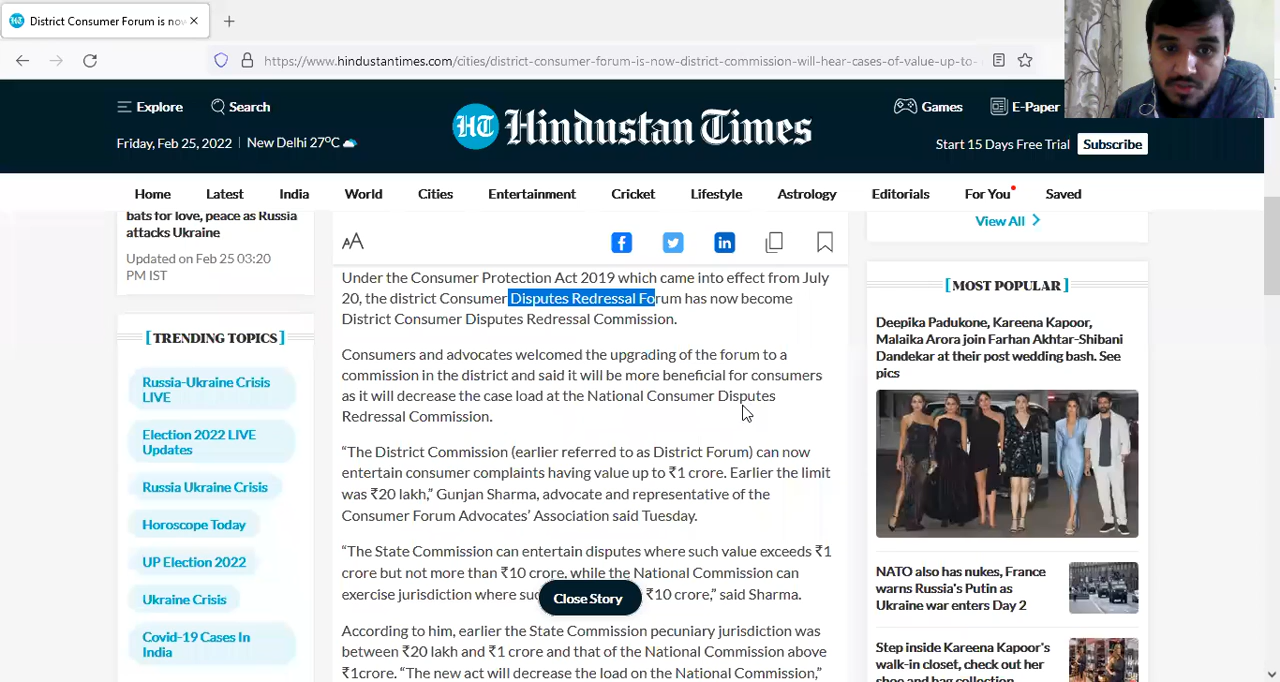 District Consumer Forum is now
https://www.hindustantimes.com/cities/district-consumer-forum-is-now-district-commission-will-hear-cases-of-value-up-to-
Explore
Search
HT Hindustan Times
Games
E-Paper
Friday, Feb 25, 2022
New Delhi 27°C
Start 15 Days Free Trial
Subscribe
Home
Latest
India
World
Cities
Entertainment
Cricket
Lifestyle
Astrology
Editorials
For You
Saved
bats for love, peace as Russia
attacks Ukraine
Updated on Feb 25 03:20
PM IST
TRENDING TOPICS
Russia-Ukraine Crisis
LIVE
Election 2022 LIVE
Updates
Russia Ukraine Crisis
Horoscope Today
UP Election 2022
Ukraine Crisis
Covid-19 Cases In
India
AA
Under the Consumer Protection Act 2019 which came into effect from July
20, the district Consumer Disputes Redressal Forum has now become
District Consumer Disputes Redressal Commission.
Consumers and advocates welcomed the upgrading of the forum to a
commission in the district and said it will be more beneficial for consumers
as it will decrease the case load at the National Consumer Disputes
Redressal Commission.
“The District Commission (earlier referred to as District Forum) can now
entertain consumer complaints having value up to ₹1 crore. Earlier the limit
was ₹20 lakh,” Gunjan Sharma, advocate and representative of the
Consumer Forum Advocates’ Association said Tuesday.
“The State Commission can entertain disputes where such value exceeds ₹1
crore but not more than ₹10 crore, while the National Commission can
exercise jurisdiction where ₹10 crore,” said Sharma.
Close Story
According to him, earlier the State Commission pecuniary jurisdiction was
between ₹20 lakh and ₹1 crore and that of the National Commission above
₹1crore. “The new act will decrease the load on the National Commission,”
View All
MOST POPULAR
Deepika Padukone, Kareena Kapoor,
Malaika Arora join Farhan Akhtar-Shibani
Dandekar at their post wedding bash. See
pics
NATO also has nukes, France
warns Russia's Putin as
Ukraine war enters Day 2
Step inside Kareena Kapoor's
walk-in closet, check out her
shoe and bag collection